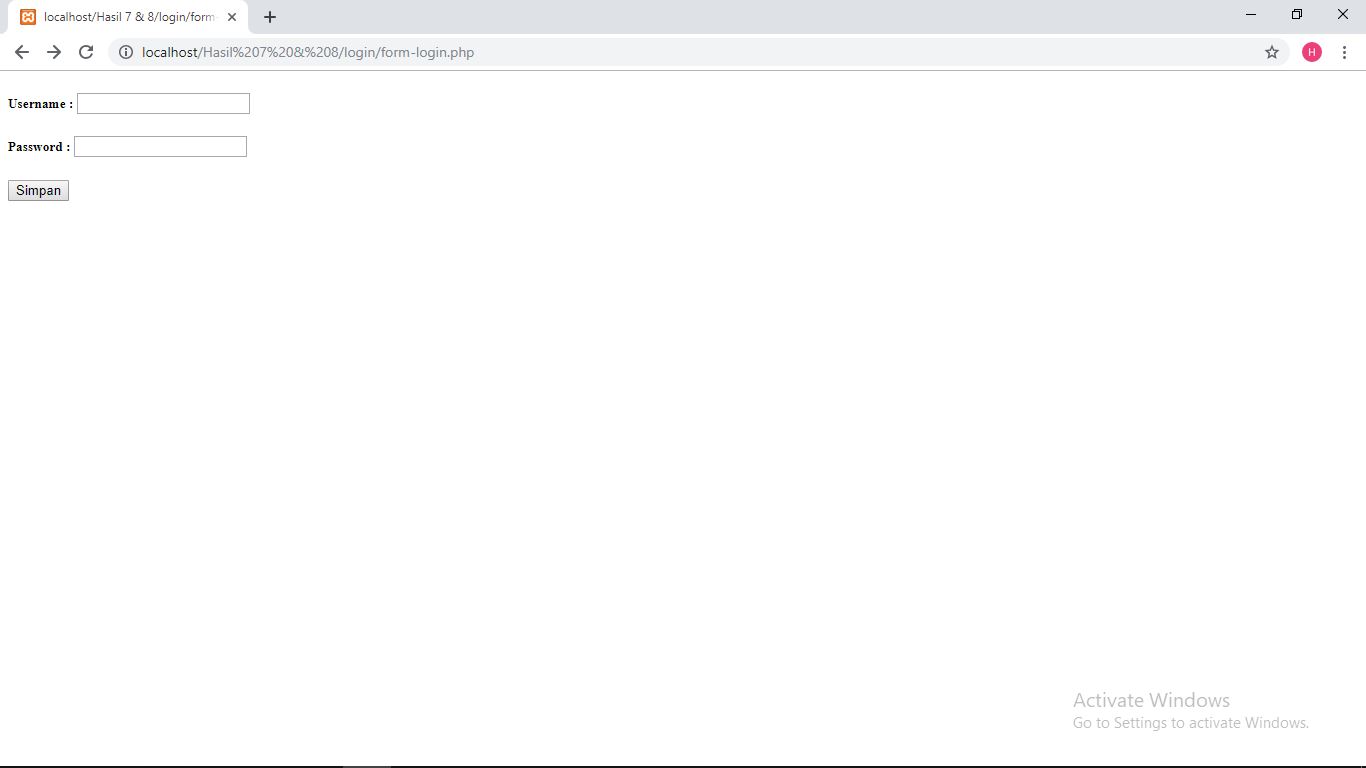 localhost/Hasil 7 & 8/login/form-
localhost/Hasil%207%20&%208/login/form-login.php
H
Username :
Password :
Simpan
Activate Windows
Go to Settings to activate Windows.